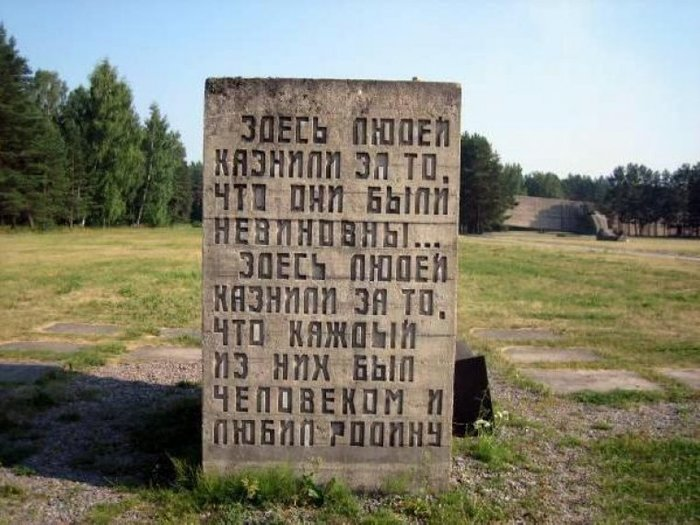 ЗДЕСЬ ЛЮДЕЙ
КАЗНИЛИ ЗА ТО,
ЧТО ОНИ БЫЛИ
НЕВИНОВНЫ...
ЗДЕСЬ ЛЮДЕЙ
КАЗНИЛИ ЗА ТО,
ЧТО КАЖДЫЙ
ИЗ НИХ БЫЛ
ЧЕЛОВЕКОМ И
ЛЮБИЛ РОДИНУ